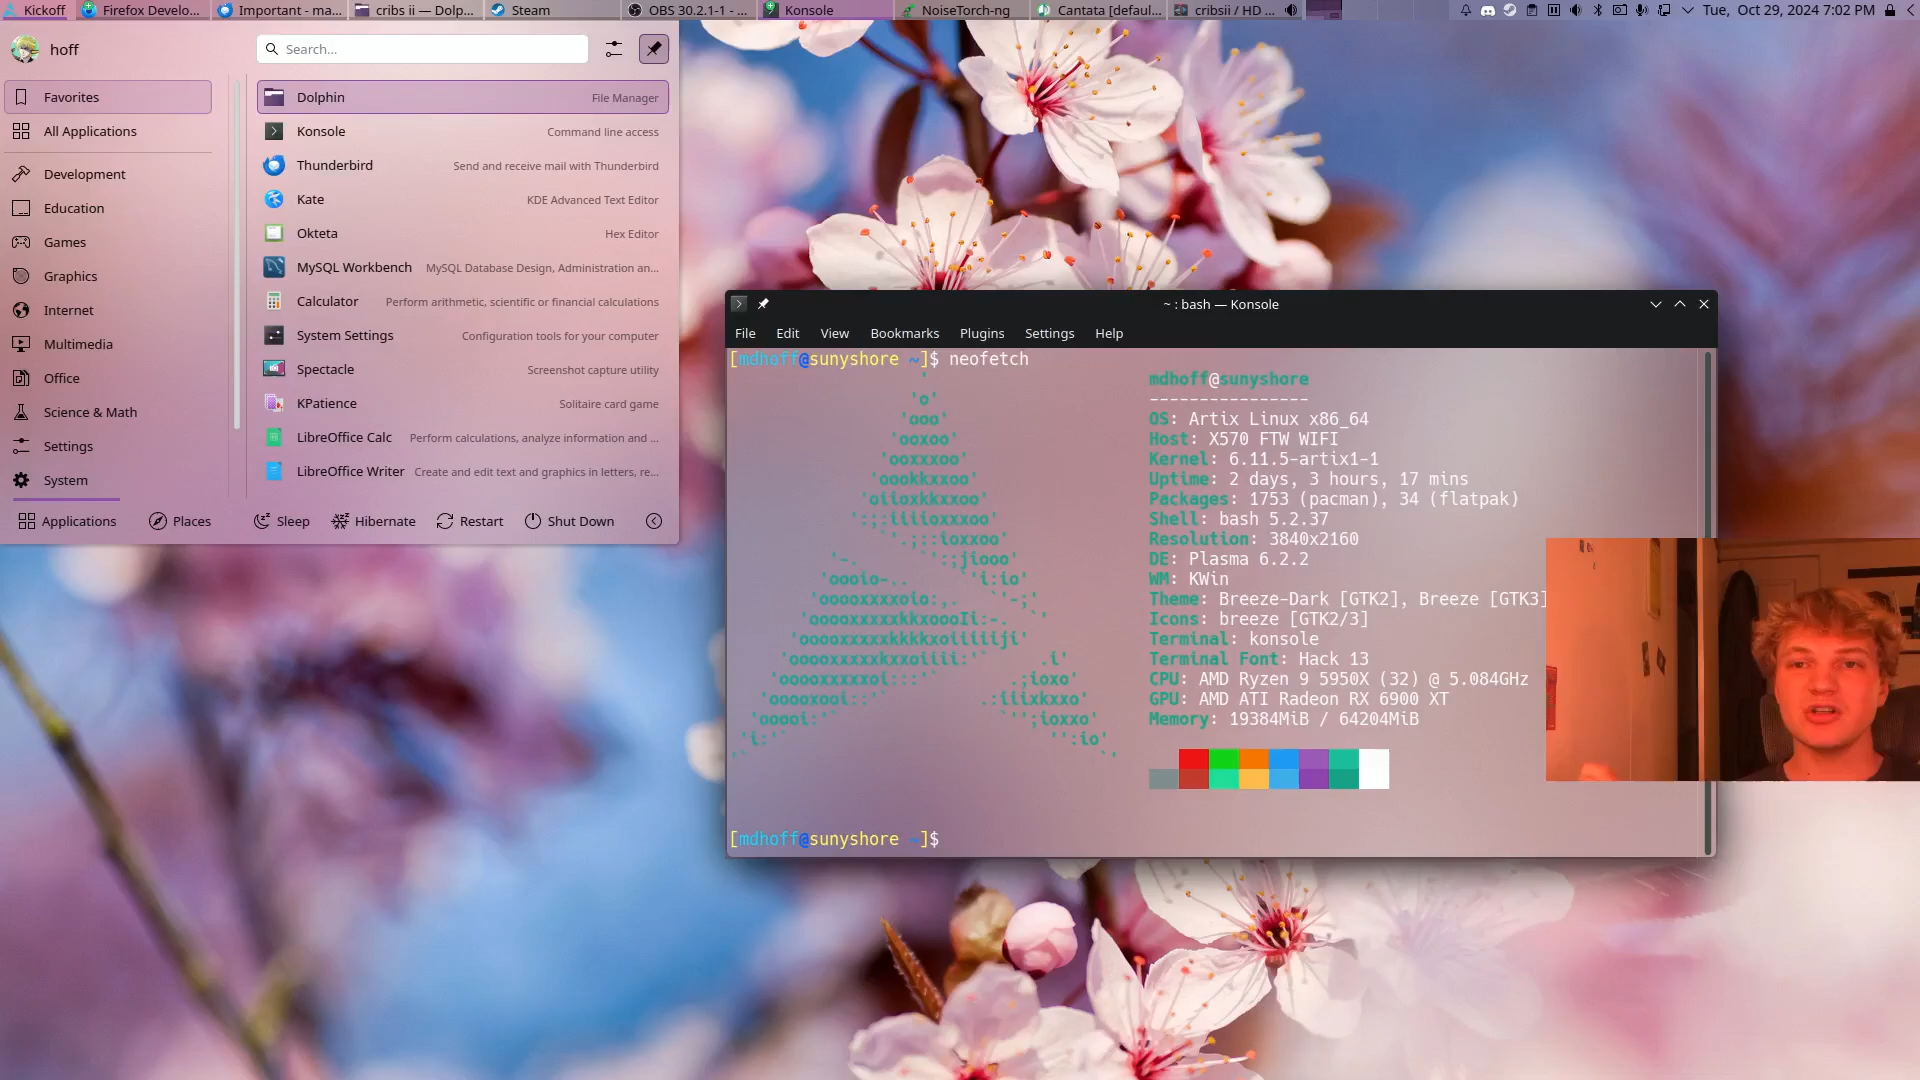 Kickoff
Firefox Develo...
Important - ma...
cribs ii — Dolp...
Steam
OBS 30.2.1-1 - ...
Konsole
NoiseTorch-ng
Cantata [defaul...
cribsii / HD ...
Tue, Oct 29, 2024 7:02 PM
hoff
Search...
Favorites
All Applications
Development
Education
Games
Graphics
Internet
Multimedia
Office
Science & Math
Settings
System
Dolphin File Manager
Konsole Command line access
Thunderbird Send and receive mail with Thunderbird
Kate KDE Advanced Text Editor
Okteta Hex Editor
MySQL Workbench MySQL Database Design, Administration an...
Calculator Perform arithmetic, scientific or financial calculations
System Settings Configuration tools for your computer
Spectacle Screenshot capture utility
KPatience Solitaire card game
LibreOffice Calc Perform calculations, analyze information and ...
LibreOffice Writer Create and edit text and graphics in letters, re...
Applications Places Sleep Hibernate Restart Shut Down
~ : bash — Konsole
File Edit View Bookmarks Plugins Settings Help
[mdhoff@sunyshore ~]$ neofetch
mdhoff@sunyshore
----------------
OS: Artix Linux x86_64
Host: X570 FTW WIFI
Kernel: 6.11.5-artix1-1
Uptime: 2 days, 3 hours, 17 mins
Packages: 1753 (pacman), 34 (flatpak)
Shell: bash 5.2.37
Resolution: 3840x2160
DE: Plasma 6.2.2
WM: KWin
Theme: Breeze-Dark [GTK2], Breeze [GTK3]
Icons: breeze [GTK2/3]
Terminal: konsole
Terminal Font: Hack 13
CPU: AMD Ryzen 9 5950X (32) @ 5.084GHz
GPU: AMD ATI Radeon RX 6900 XT
Memory: 19384MiB / 64204MiB
[mdhoff@sunyshore ~]$